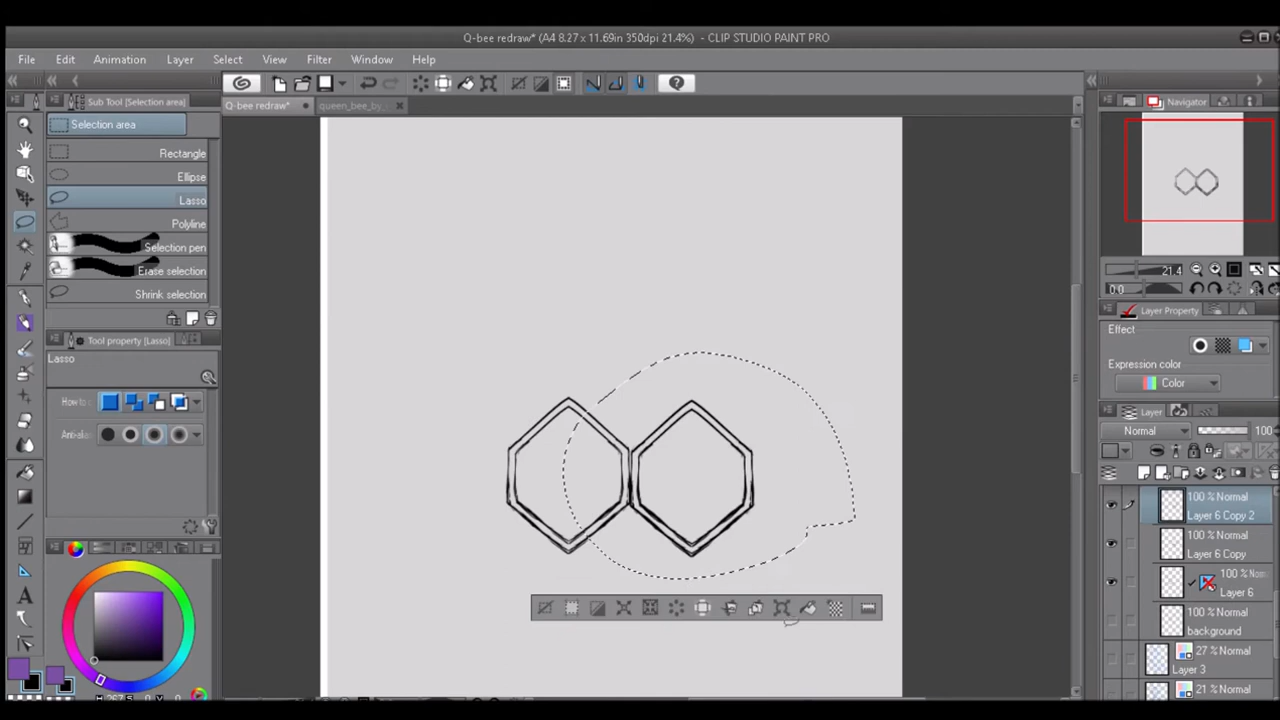 Q-bee redraw* (A4 8.27 x 11.69in 350dpi 21.4%) - CLIP STUDIO PAINT PRO
File Edit Animation Layer Select View Filter Window Help
Sub Tool [Selection area]
Q-bee redraw*
queen_bee_by_
Navigator
Selection area
Rectangle
Ellipse
Lasso
Polyline
Selection pen
Erase selection
Shrink selection
21.4
0.0
Layer Property
Effect
Tool property [Lasso]
Lasso
Expression color
Color
Layer
Normal 100
100 % Normal
Layer 6 Copy 2
100 % Normal
Layer 6 Copy
100 %
Layer 6
100 % Normal
background
27 % Normal
Layer 3
21 % Normal